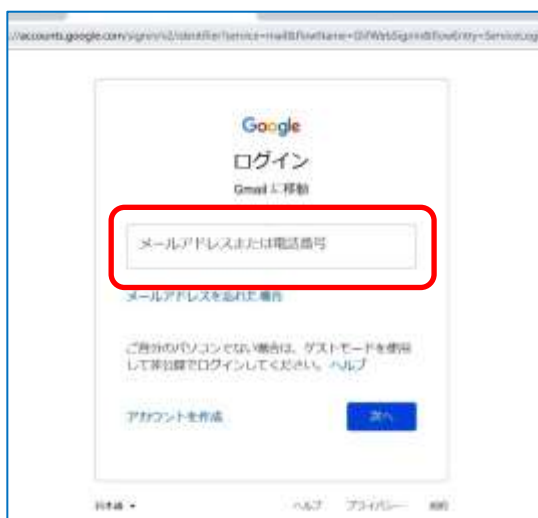 accounts.google.com/signin/v2/identifier?service=mail&flowName=GlifWebSignIn&flowEntry=ServiceLogi
Google
ログイン
Gmail に移動
メールアドレスまたは電話番号
メールアドレスを忘れた場合
ご自分のパソコンでない場合は、ゲストモードを使用
して非公開でログインしてください。 ヘルプ
アカウントを作成
次へ
日本語
ヘルプ プライバシー 規約